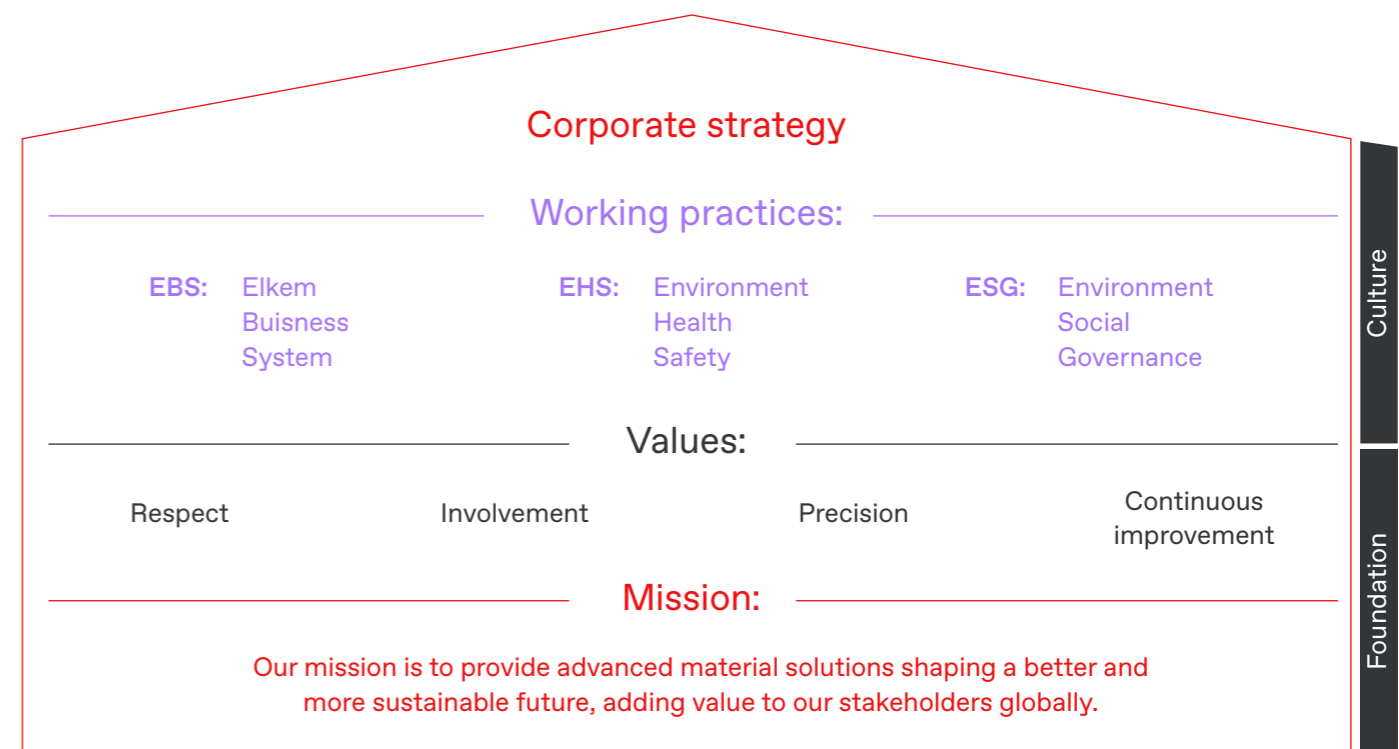 Corporate strategy
Working practices:
EBS: Elkem
Buisness
System
EHS: Environment
Health
Safety
ESG: Environment
Social
Governance
Culture
Values:
Respect
Involvement
Precision
Continuous
improvement
Mission:
Our mission is to provide advanced material solutions shaping a better and
more sustainable future, adding value to our stakeholders globally.
Foundation